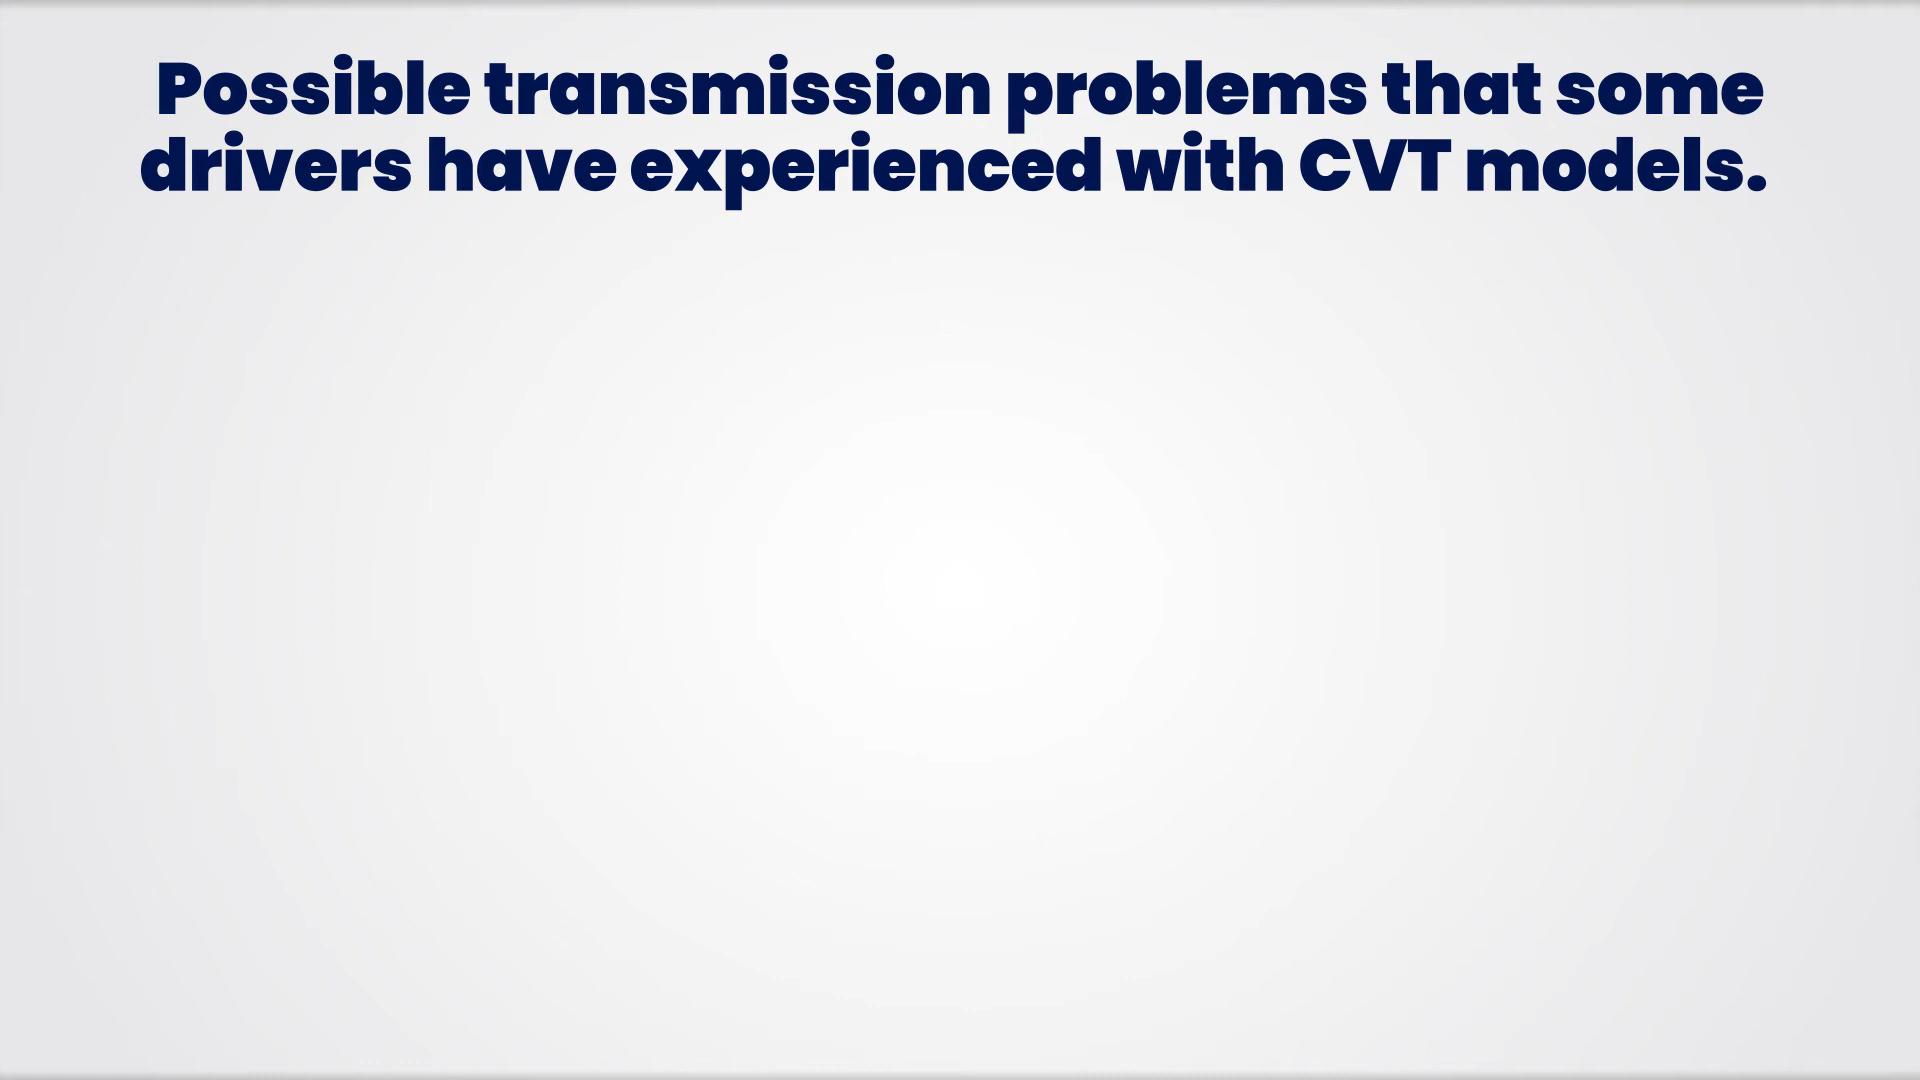 Possible transmission problems that some
drivers have experienced with CVT models.